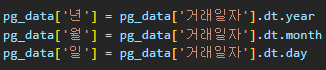 pg_data['년'] = pg_data['거래일자'].dt.year
pg_data['월'] = pg_data['거래일자'].dt.month
pg_data['일'] = pg_data['거래일자'].dt.day